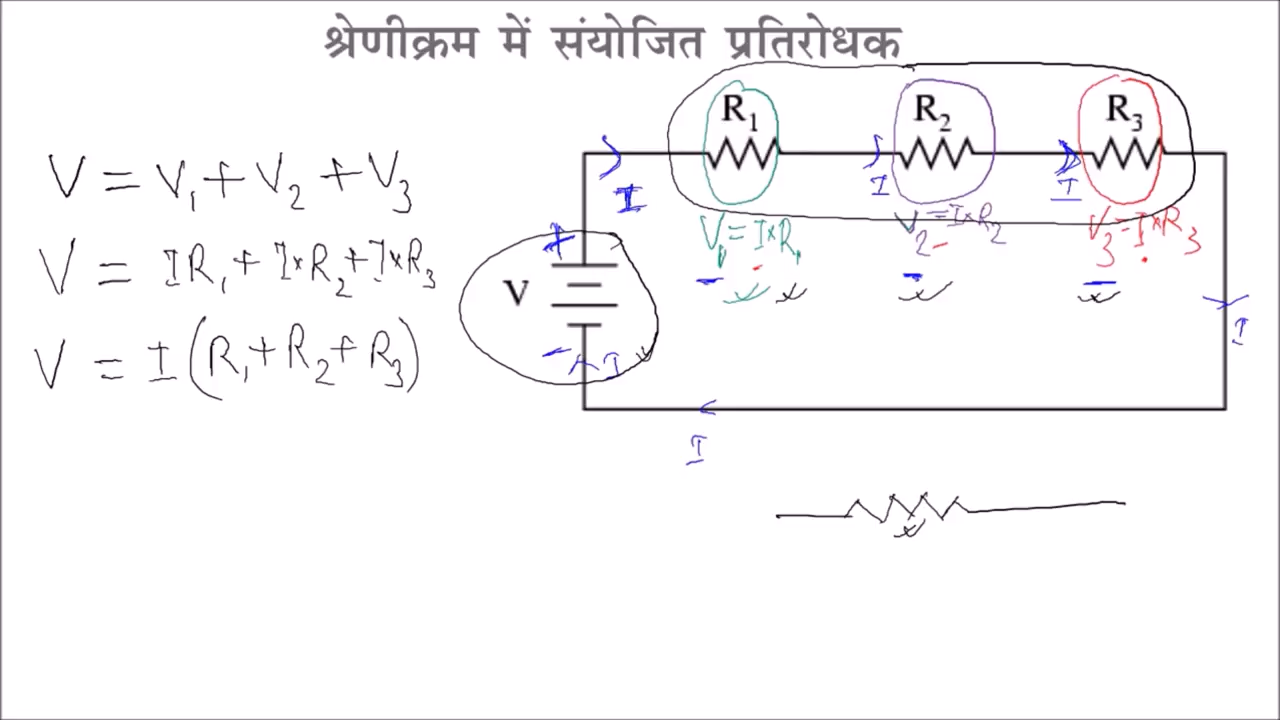 श्रेणीक्रम में संयोजित प्रतिरोधक
R₁ R₂ R₃
I I I
V = V₁ + V₂ + V₃
V₁ = I×R₁ V₂ = I×R₂ V₃ = I×R₃
V = IR₁ + I×R₂ + I×R₃
+
V
-
I
I
V = I (R₁ + R₂ + R₃)
I